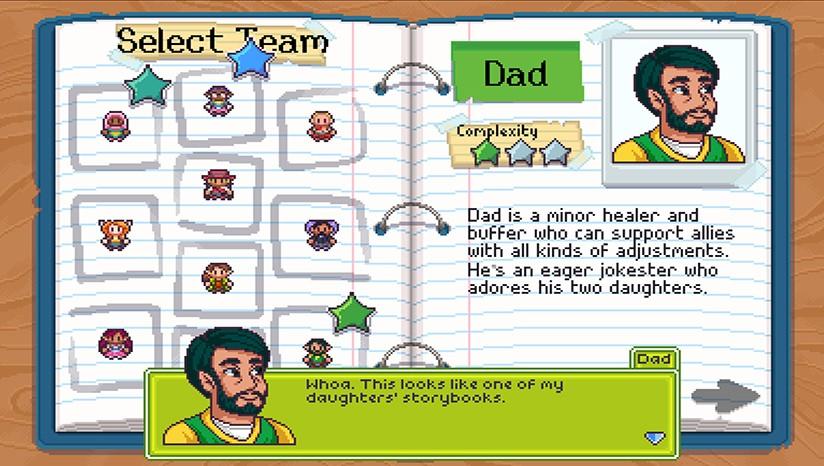 Select Team
Dad
Complexity
Dad is a minor healer and
buffer who can support allies
with all kinds of adjustments.
He's an eager jokester who
adores his two daughters.
Dad
Whoa. This looks like one of my
daughters' storybooks.